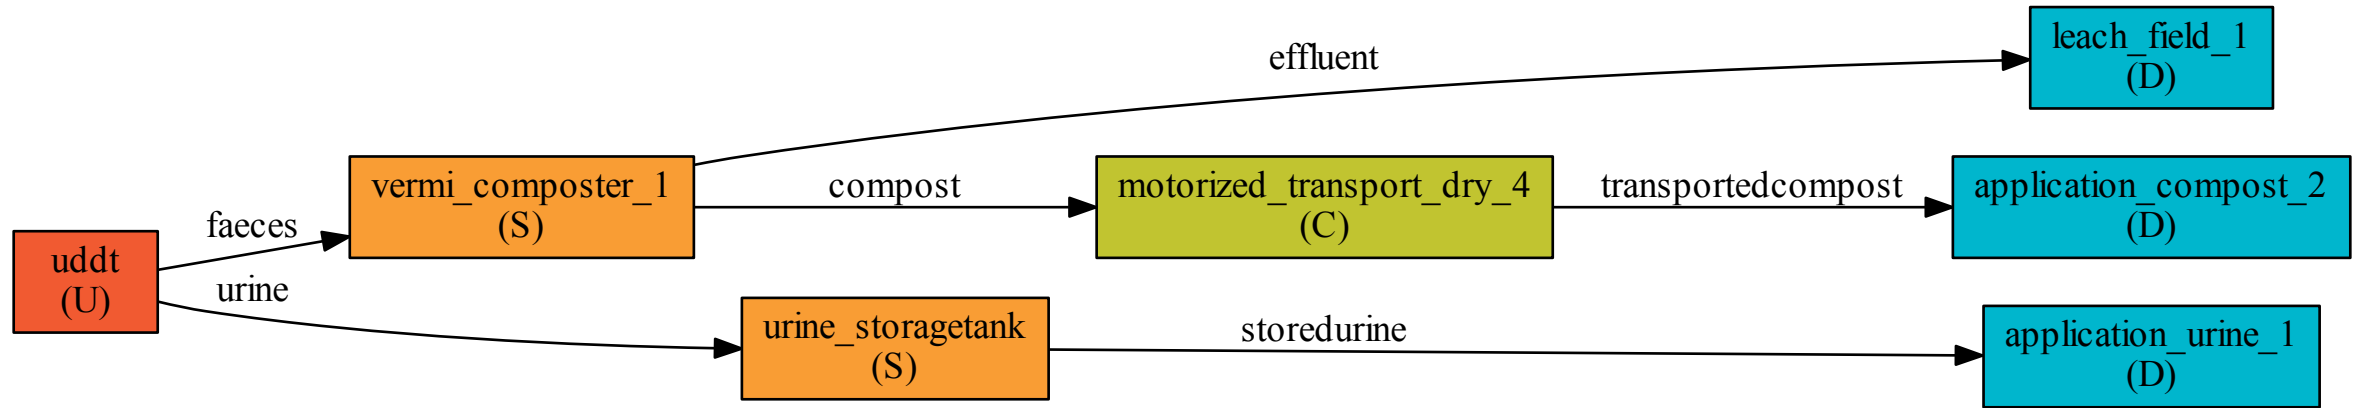 uddt
(U)
faeces
urine
vermi_composter_1
(S)
urine_storagetank
(S)
effluent
compost
storedurine
motorized_transport_dry_4
(C)
transportedcompost
leach_field_1
(D)
application_compost_2
(D)
application_urine_1
(D)